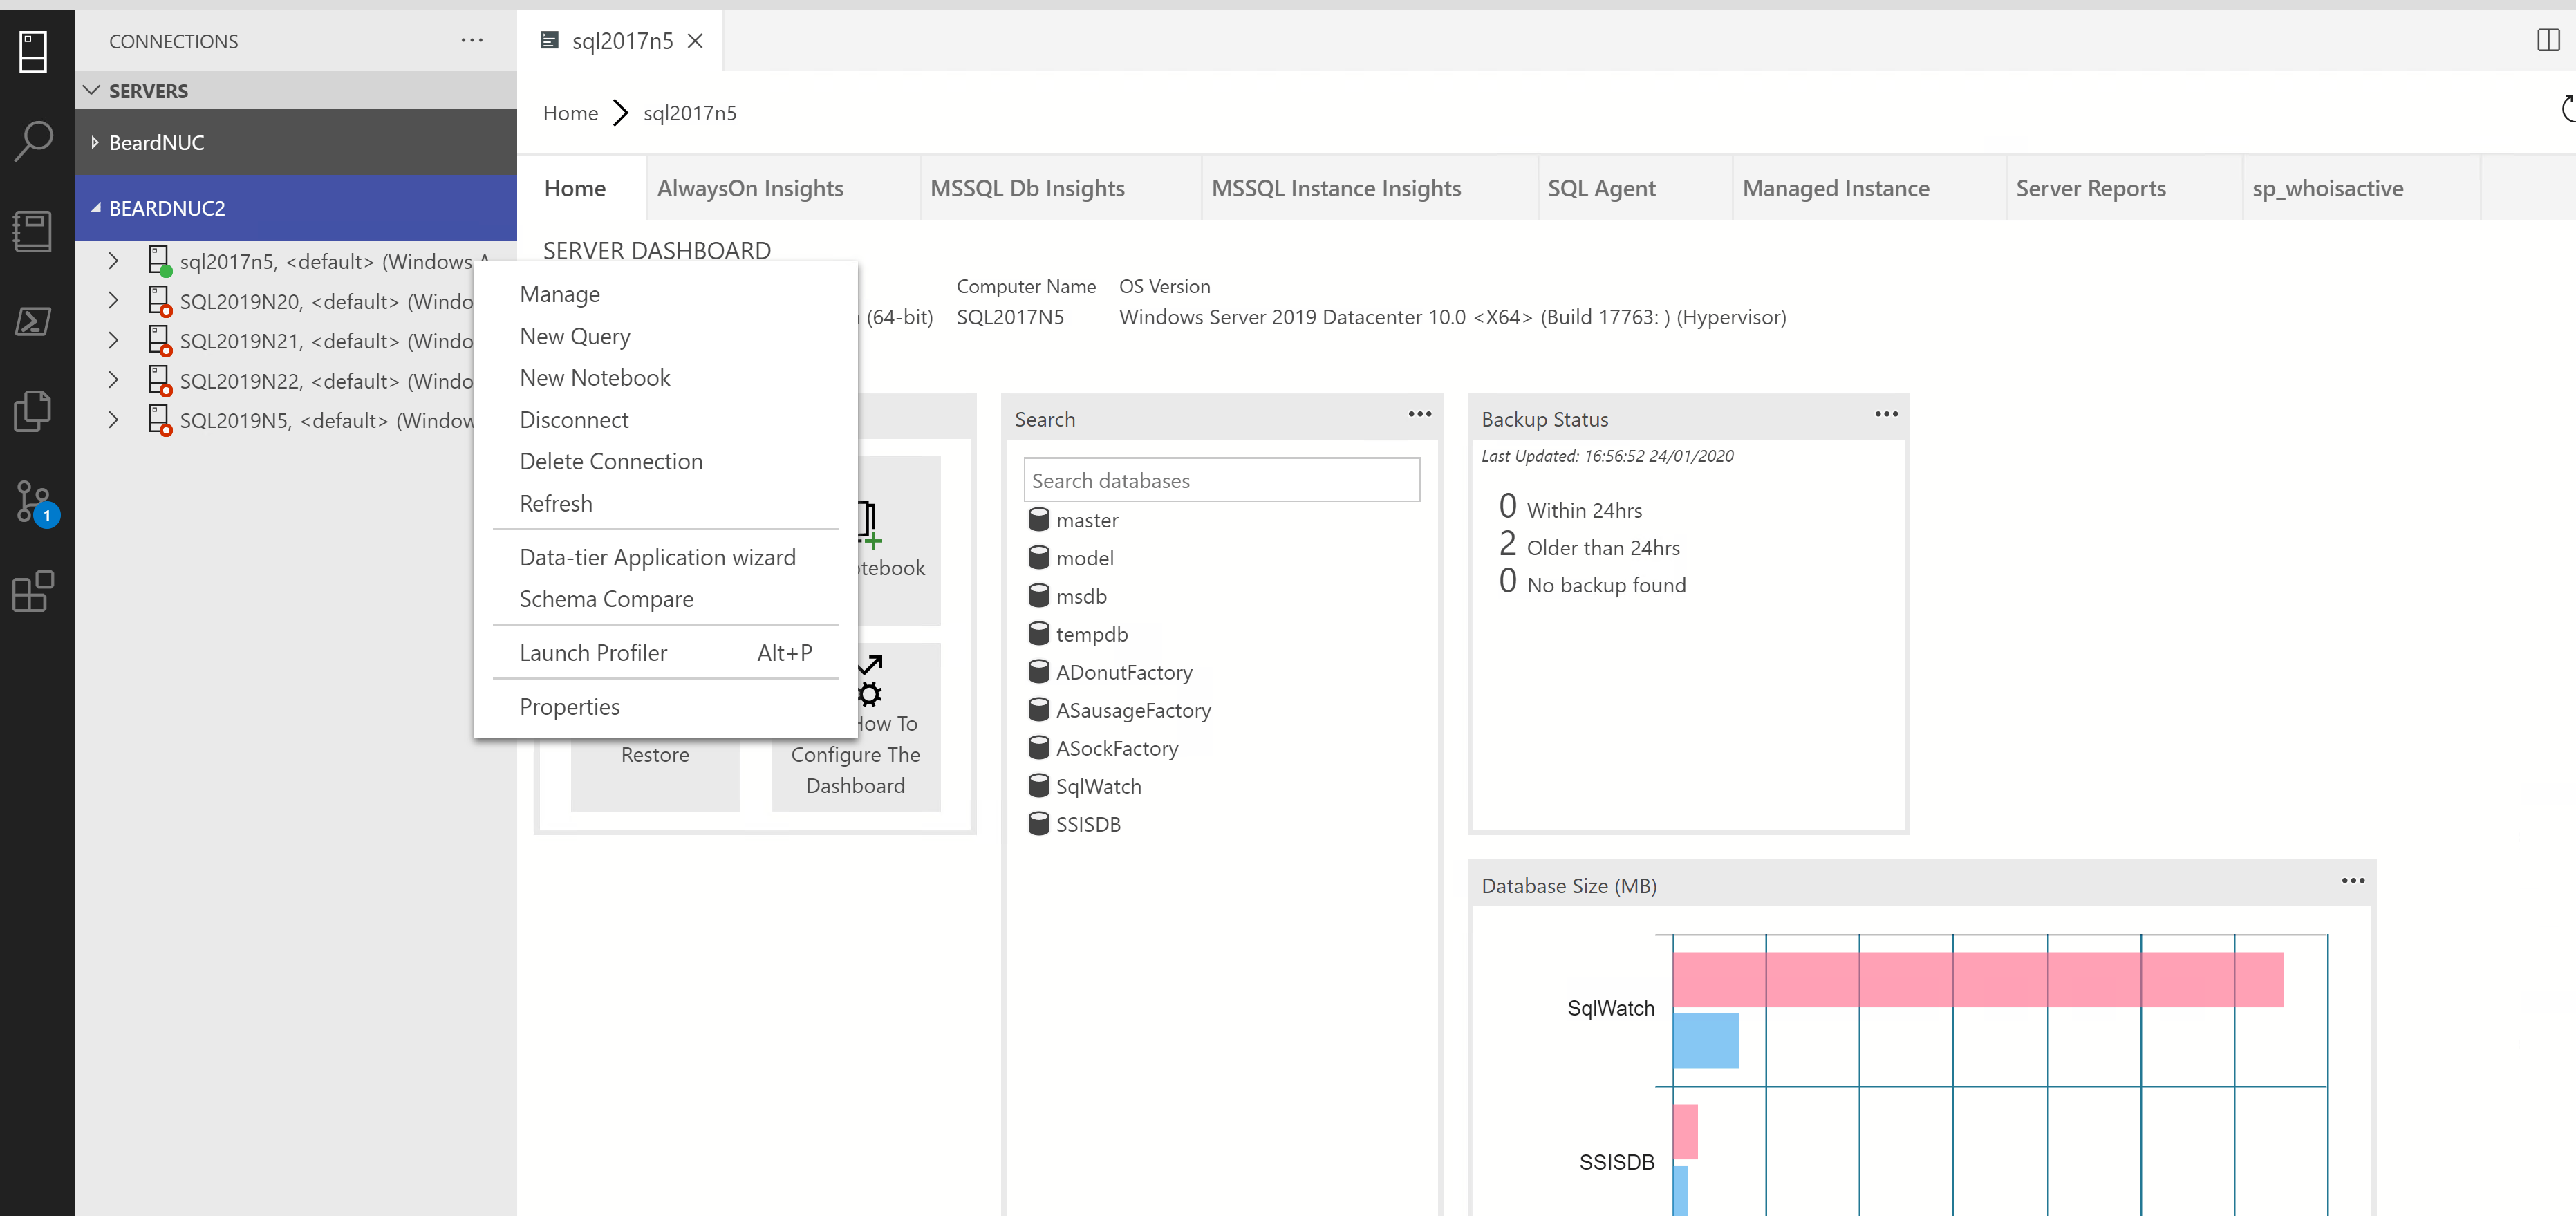 CONNECTIONS
SERVERS
BeardNUC
BEARDNUC2
sql2017n5, <default> (Windows
SQL2019N20, <default> (Windo
SQL2019N21, <default> (Windo
SQL2019N22, <default> (Windo
SQL2019N5, <default> (Window
1
sql2017n5
Home sql2017n5
Home AlwaysOn Insights MSSQL Db Insights MSSQL Instance Insights SQL Agent Managed Instance Server Reports sp_whoisactive
SERVER DASHBOARD
Computer Name OS Version
(64-bit) SQL2017N5 Windows Server 2019 Datacenter 10.0 <X64> (Build 17763: ) (Hypervisor)
Manage
New Query
New Notebook
Disconnect
Delete Connection
Refresh
Data-tier Application wizard
Schema Compare
Launch Profiler Alt+P
Properties
tebook
Restore
How To
Configure The
Dashboard
Search
Search databases
master
model
msdb
tempdb
ADonutFactory
ASausageFactory
ASockFactory
SqlWatch
SSISDB
Backup Status
Last Updated: 16:56:52 24/01/2020
0 Within 24hrs
2 Older than 24hrs
0 No backup found
Database Size (MB)
SqlWatch
SSISDB